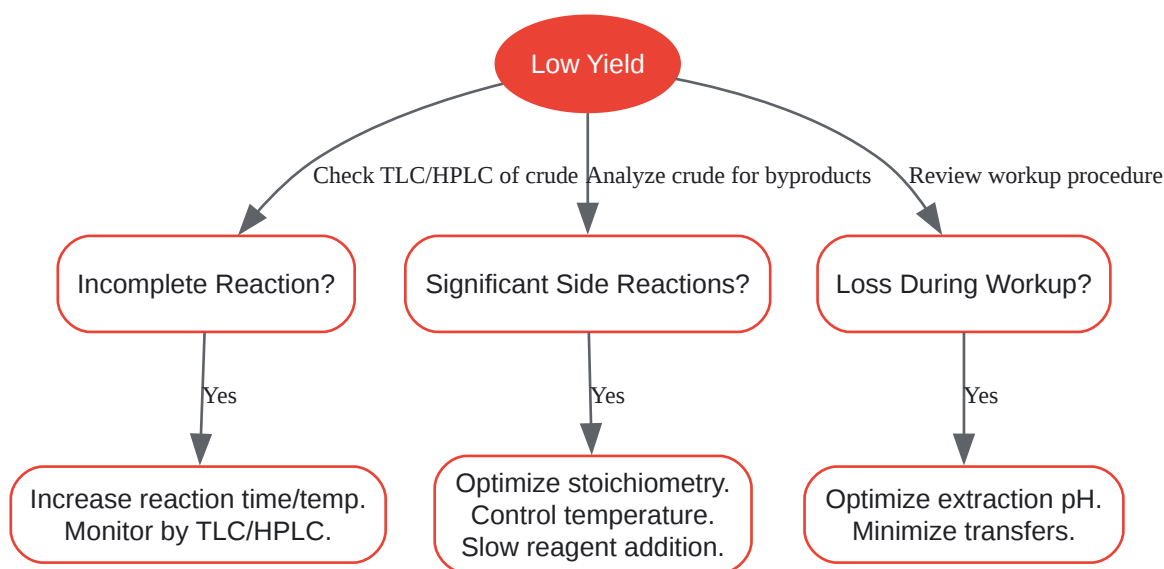 Low Yield
Check TLC/HPLC of crude
Analyze crude for byproducts
Review workup procedure
Incomplete Reaction?
Significant Side Reactions?
Loss During Workup?
Yes
Yes
Yes
Increase reaction time/temp.
Monitor by TLC/HPLC.
Optimize stoichiometry.
Control temperature.
Slow reagent addition.
Optimize extraction pH.
Minimize transfers.